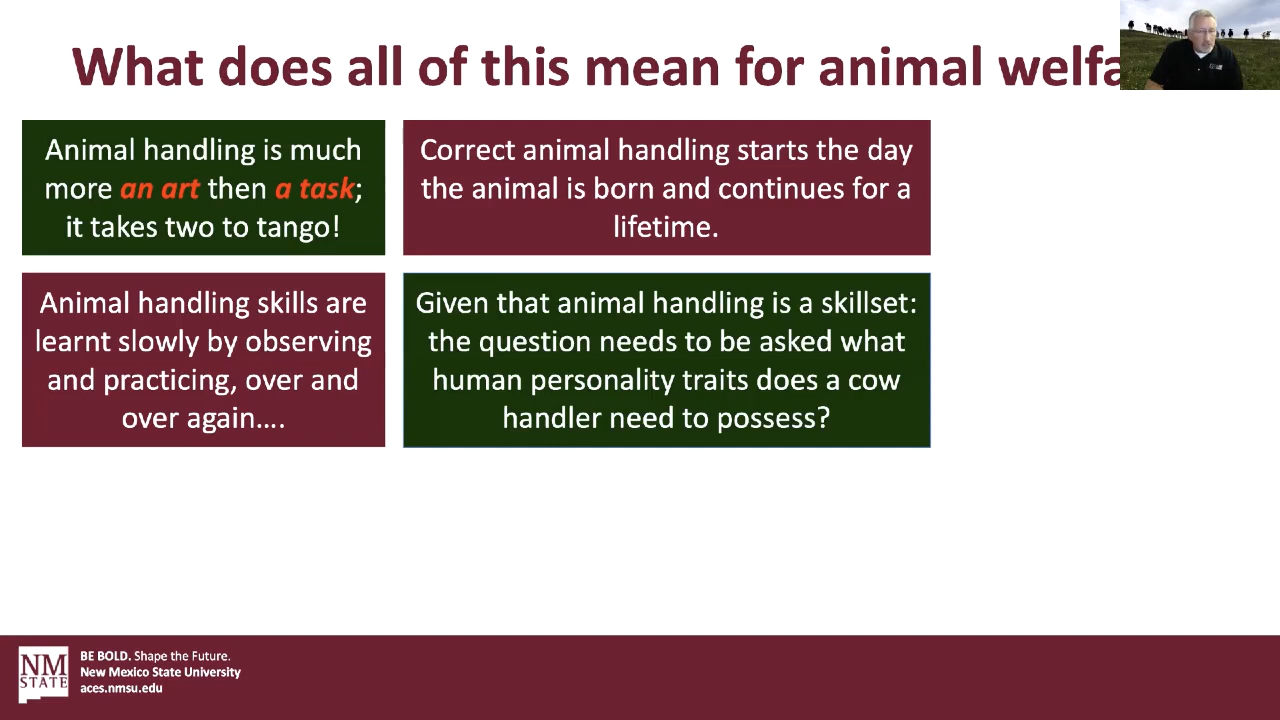 What does all of this mean for animal welfa
Animal handling is much
more an art then a task;
it takes two to tango!
Correct animal handling starts the day
the animal is born and continues for a
lifetime.
Animal handling skills are
learnt slowly by observing
and practicing, over and
over again....
Given that animal handling is a skillset:
the question needs to be asked what
human personality traits does a cow
handler need to possess?
NM
STATE
BE BOLD. Shape the Future.
New Mexico State University
aces.nmsu.edu